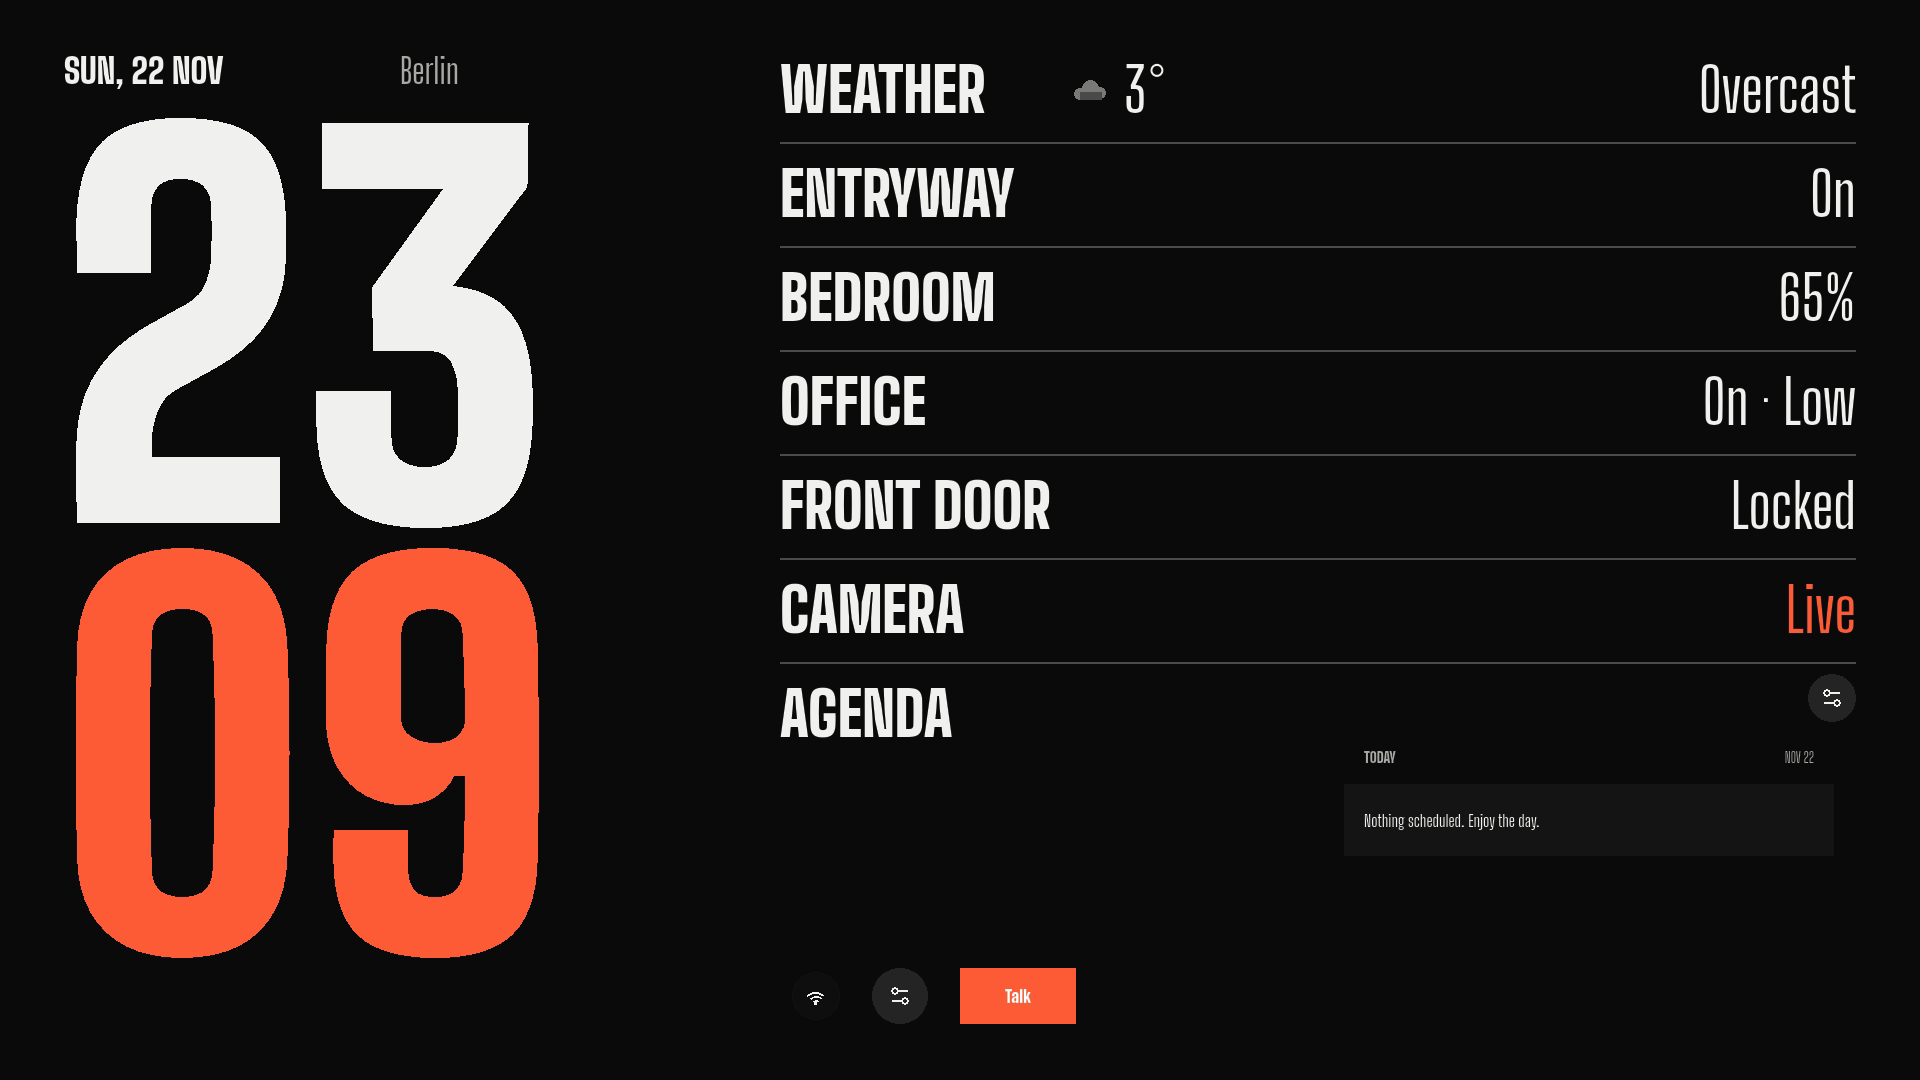 SUN, 22 NOV
Berlin
23
09
WEATHER 3° Overcast
ENTRYWAY On
BEDROOM 65%
OFFICE On · Low
FRONT DOOR Locked
CAMERA Live
AGENDA
TODAY NOV 22
Nothing scheduled. Enjoy the day.
Talk